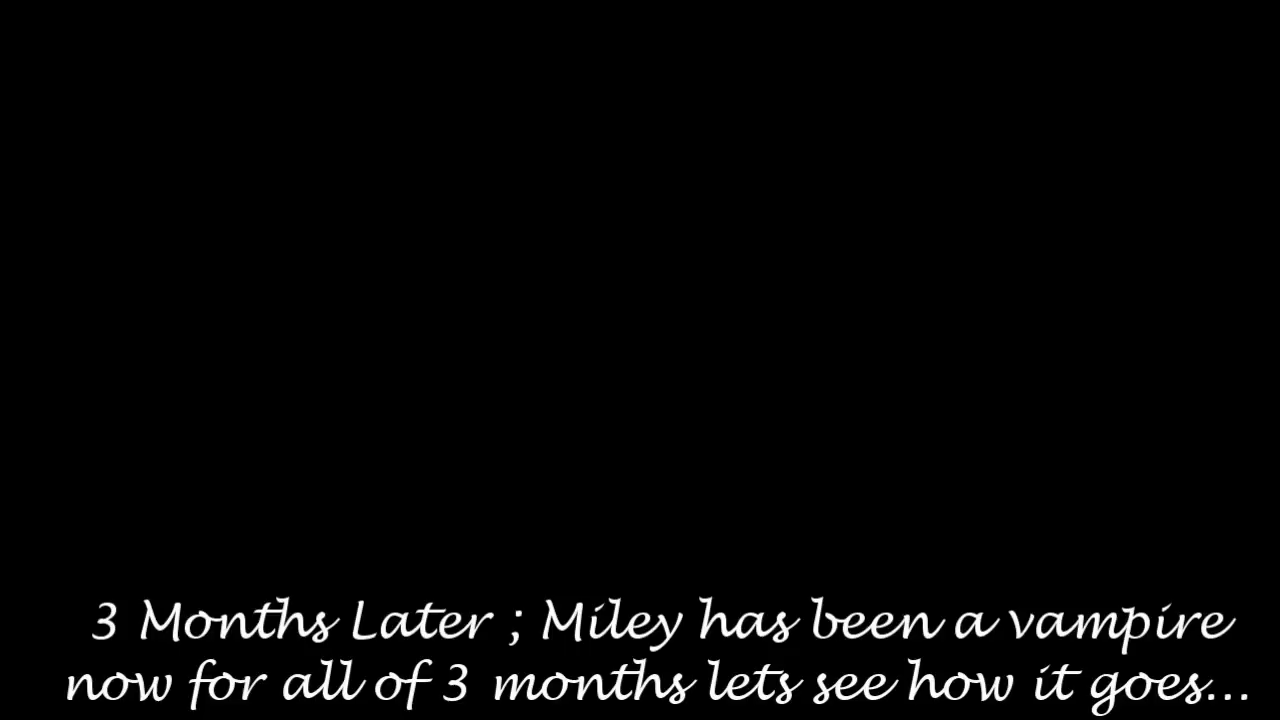 3 Months Later ; Miley has been a vampire
now for all of 3 months lets see how it goes...